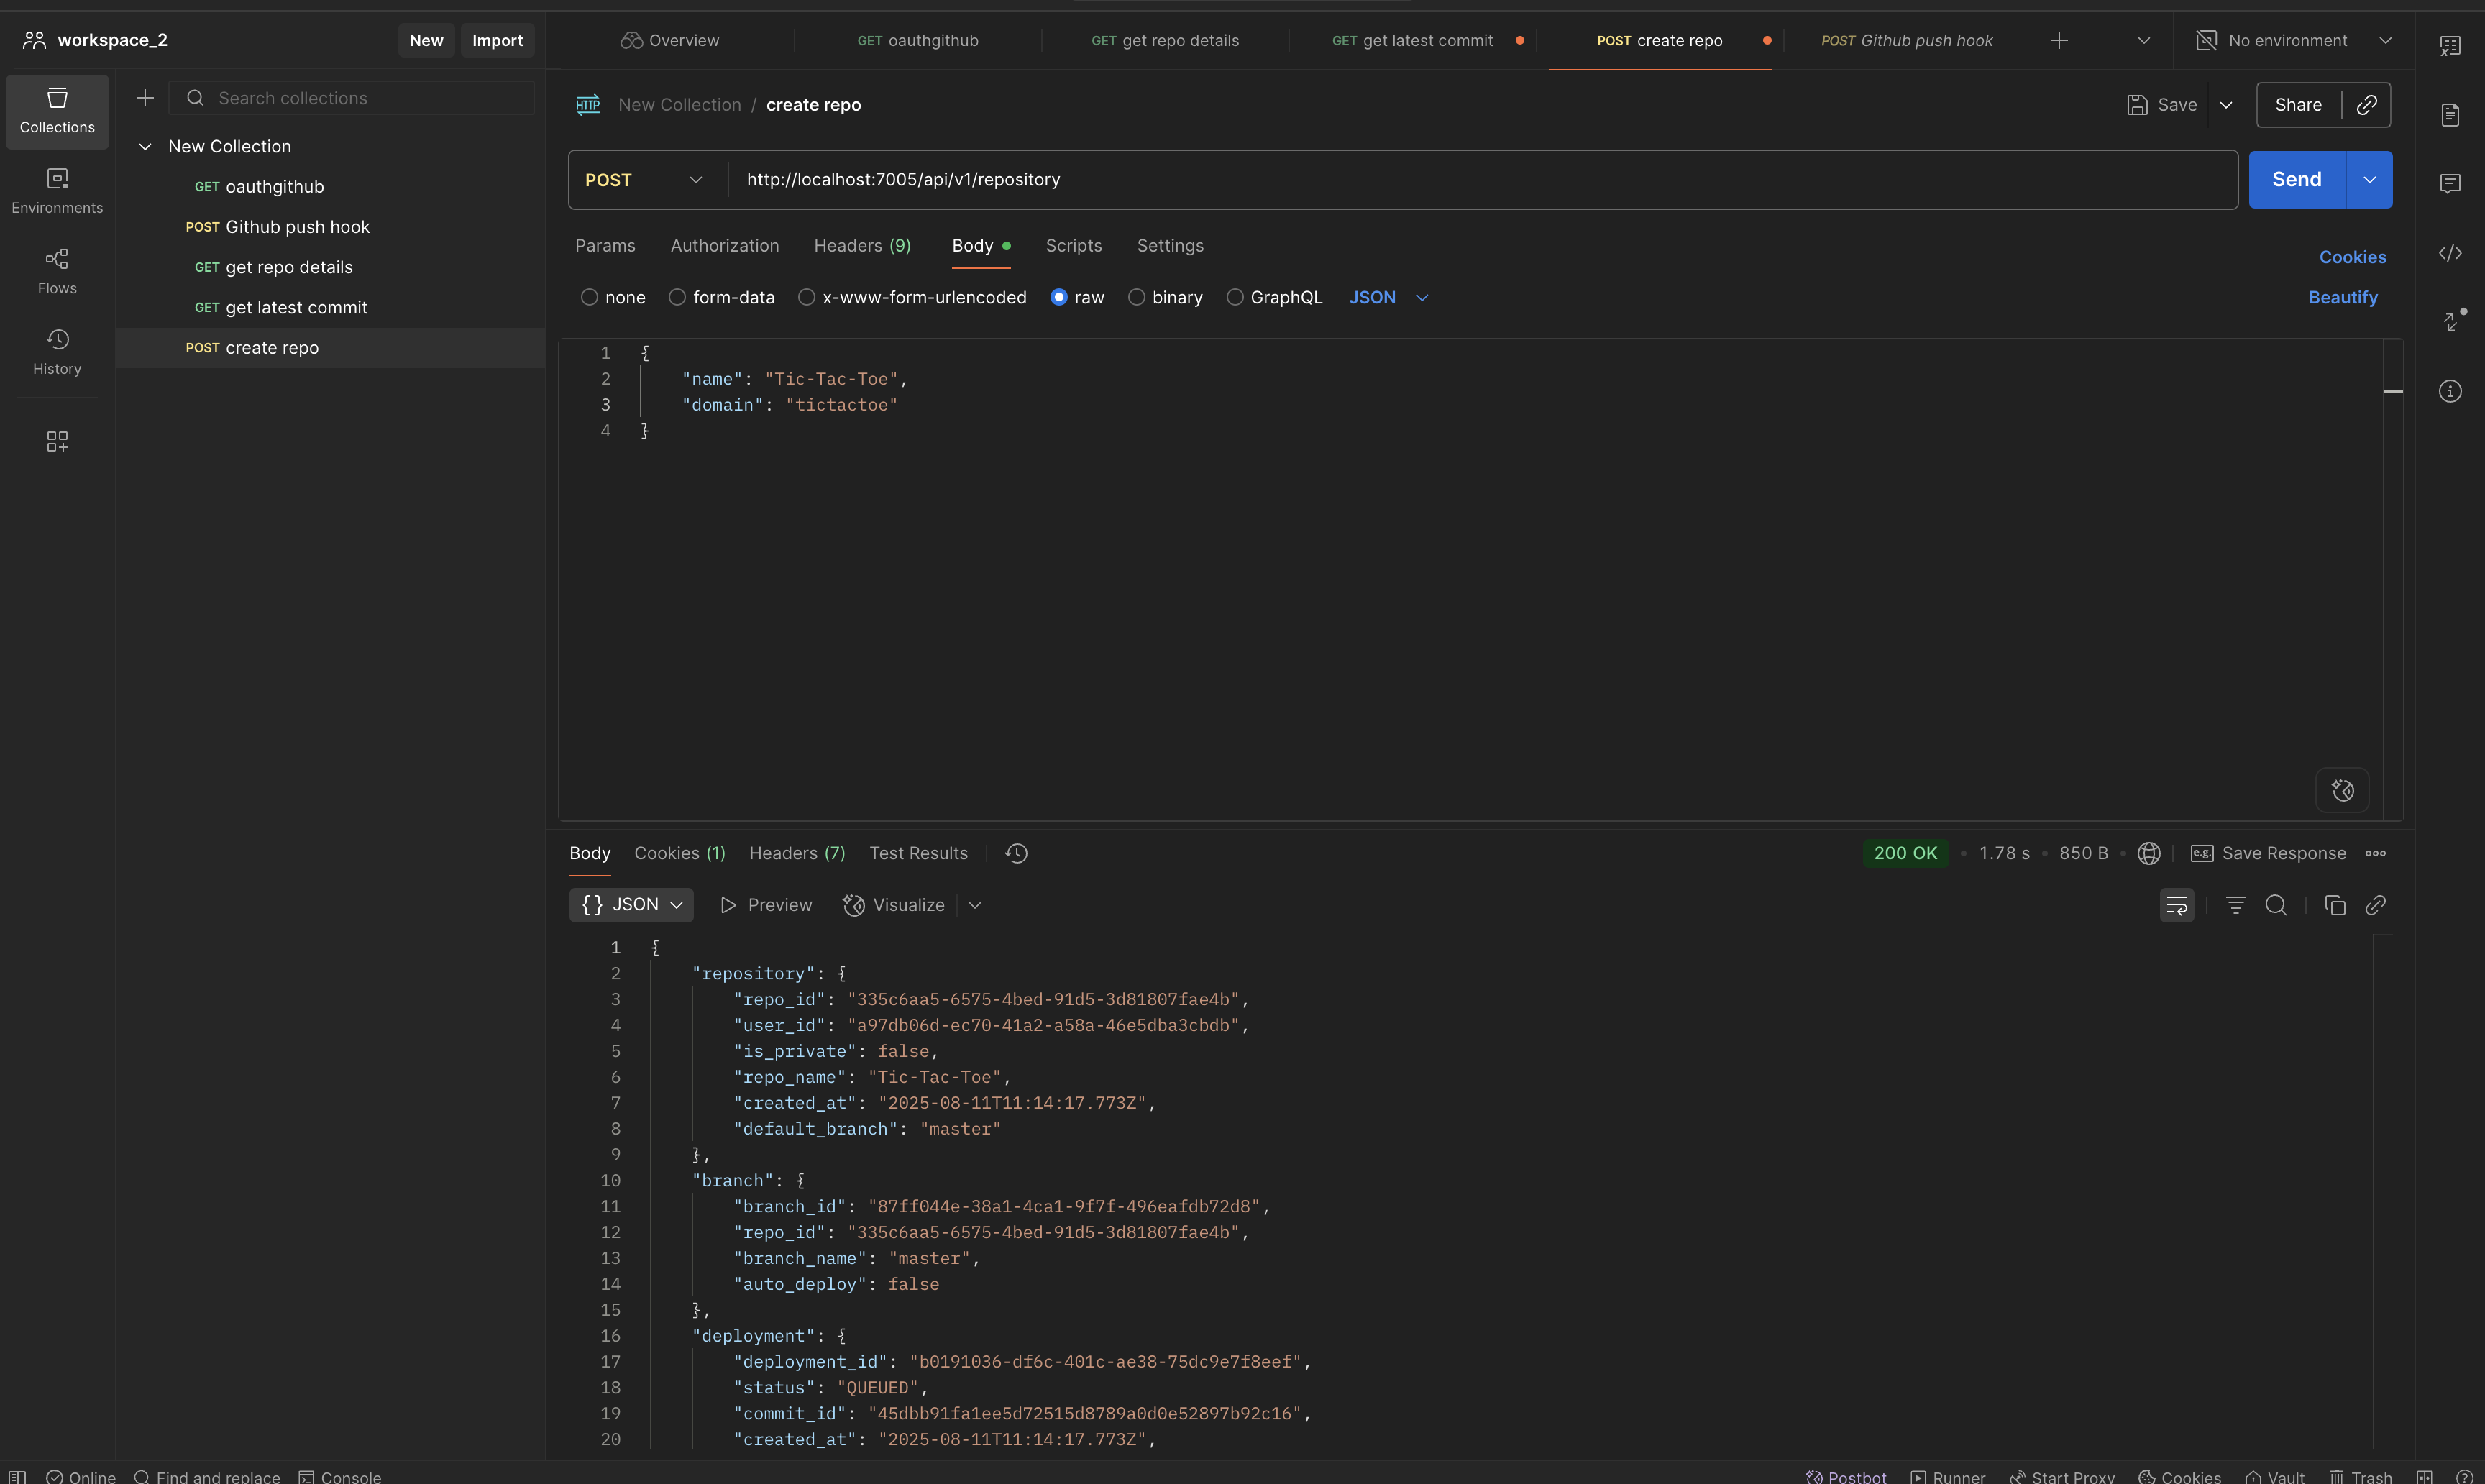 workspace_2
New
Import
Overview
GET oauthgithub
GET get repo details
GET get latest commit
POST create repo
POST Github push hook
No environment
Collections
Environments
Flows
History
Search collections
New Collection
GET oauthgithub
POST Github push hook
GET get repo details
GET get latest commit
POST create repo
HTTP New Collection / create repo
Save
Share
POST
http://localhost:7005/api/v1/repository
Send
Params Authorization Headers (9) Body Scripts Settings
Cookies
none form-data x-www-form-urlencoded raw binary GraphQL JSON
Beautify
1 {
2 "name": "Tic-Tac-Toe",
3 "domain": "tictactoe"
4 }
Body Cookies (1) Headers (7) Test Results
200 OK • 1.78 s • 850 B • e.g. Save Response
{} JSON Preview Visualize
1 {
2 "repository": {
3 "repo_id": "335c6aa5-6575-4bed-91d5-3d81807fae4b",
4 "user_id": "a97db06d-ec70-41a2-a58a-46e5dba3cbdb",
5 "is_private": false,
6 "repo_name": "Tic-Tac-Toe",
7 "created_at": "2025-08-11T11:14:17.773Z",
8 "default_branch": "master"
9 },
10 "branch": {
11 "branch_id": "87ff044e-38a1-4ca1-9f7f-496eafdb72d8",
12 "repo_id": "335c6aa5-6575-4bed-91d5-3d81807fae4b",
13 "branch_name": "master",
14 "auto_deploy": false
15 },
16 "deployment": {
17 "deployment_id": "b0191036-df6c-401c-ae38-75dc9e7f8eef",
18 "status": "QUEUED",
19 "commit_id": "45dbb91fa1ee5d72515d8789a0d0e52897b92c16",
20 "created_at": "2025-08-11T11:14:17.773Z",
Online Find and replace Console
Postbot Runner Start Proxy Cookies Vault Trash